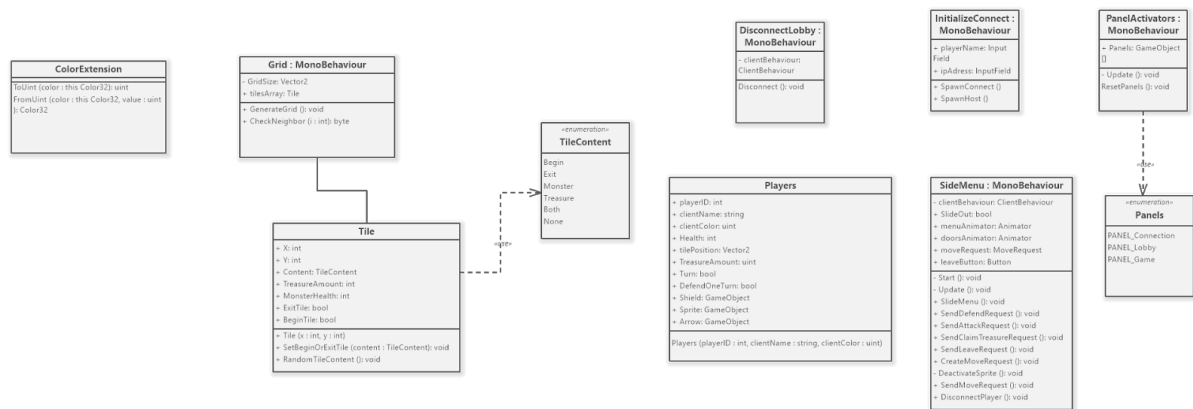 ColorExtension
ToUint (color : this Color32): uint
FromUint (color : this Color32, value : uint
): Color32
Grid : MonoBehaviour
- GridSize: Vector2
+ tilesArray: Tile
+ GenerateGrid (): void
+ CheckNeighbor (i : int): byte
Tile
+ X: int
+ Y: int
+ Content: TileContent
+ TreasureAmount: int
+ MonsterHealth: int
+ ExitTile: bool
+ BeginTile: bool
+ Tile (x : int, y : int)
+ SetBeginOrExitTile (content : TileContent): void
+ RandomTileContent (): void
«use»
«enumeration»
TileContent
Begin
Exit
Monster
Treasure
Both
None
DisconnectLobby :
MonoBehaviour
- clientBehaviour:
ClientBehaviour
Disconnect (): void
Players
+ playerID: int
+ clientName: string
+ clientColor: uint
+ Health: int
+ tilePosition: Vector2
+ TreasureAmount: uint
+ Turn: bool
+ DefendOneTurn: bool
+ Shield: GameObject
+ Sprite: GameObject
+ Arrow: GameObject
Players (playerID : int, clientName : string, clientColor : uint)
InitializeConnect :
MonoBehaviour
+ playerName: Input
Field
+ ipAdress: InputField
+ SpawnConnect ()
+ SpawnHost ()
SideMenu : MonoBehaviour
- clientBehaviour: ClientBehaviour
+ SlideOut: bool
+ menuAnimator: Animator
+ doorsAnimator: Animator
+ moveRequest: MoveRequest
+ leaveButton: Button
- Start (): void
- Update (): void
+ SlideMenu (): void
+ SendDefendRequest (): void
+ SendAttackRequest (): void
+ SendClaimTreasureRequest (): void
+ SendLeaveRequest (): void
+ CreateMoveRequest (): void
- DeactivateSprite (): void
+ SendMoveRequest (): void
+ DisconnectPlayer (): void
PanelActivators :
MonoBehaviour
+ Panels: GameObject
[]
- Update (): void
ResetPanels (): void
«use»
«enumeration»
Panels
PANEL_Connection
PANEL_Lobby
PANEL_Game